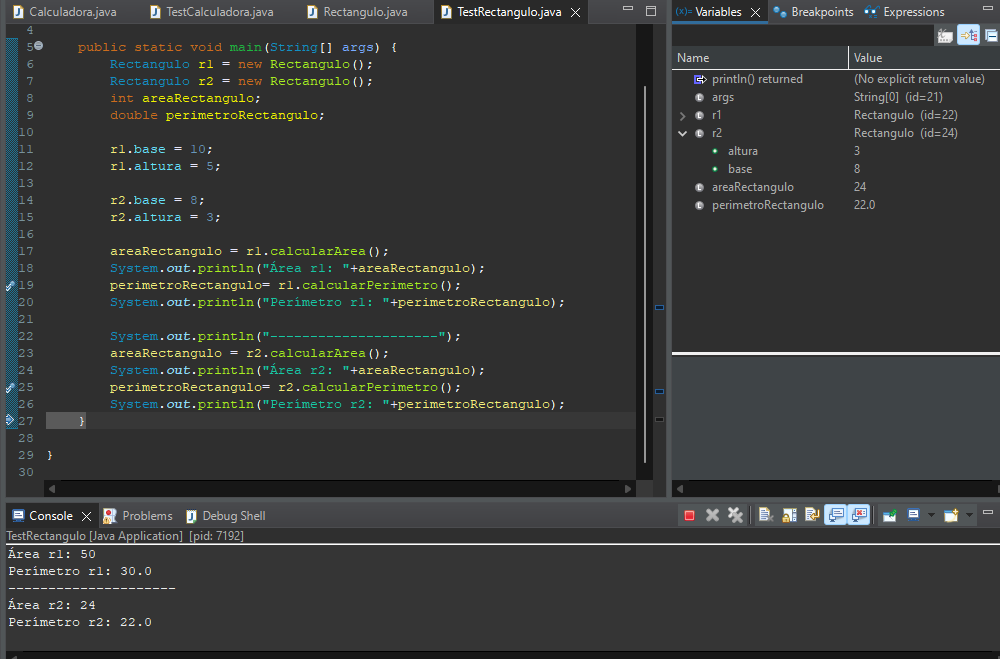 Calculadora.java TestCalculadora.java Rectangulo.java TestRectangulo.java
4
5 public static void main(String[] args) {
6 Rectangulo r1 = new Rectangulo();
7 Rectangulo r2 = new Rectangulo();
8 int areaRectangulo;
9 double perimetroRectangulo;
10
11 r1.base = 10;
12 r1.altura = 5;
13
14 r2.base = 8;
15 r2.altura = 3;
16
17 areaRectangulo = r1.calcularArea();
18 System.out.println("Área r1: "+areaRectangulo);
19 perimetroRectangulo= r1.calcularPerimetro();
20 System.out.println("Perímetro r1: "+perimetroRectangulo);
21
22 System.out.println("---------------------");
23 areaRectangulo = r2.calcularArea();
24 System.out.println("Área r2: "+areaRectangulo);
25 perimetroRectangulo= r2.calcularPerimetro();
26 System.out.println("Perímetro r2: "+perimetroRectangulo);
27 }
28
29 }
30
(x)= Variables Breakpoints Expressions
Name Value
println() returned (No explicit return value)
args String[0] (id=21)
r1 Rectangulo (id=22)
r2 Rectangulo (id=24)
altura 3
base 8
areaRectangulo 24
perimetroRectangulo 22.0
Console Problems Debug Shell
TestRectangulo [Java Application] [pid: 7192]
Área r1: 50
Perímetro r1: 30.0
---------------------
Área r2: 24
Perímetro r2: 22.0